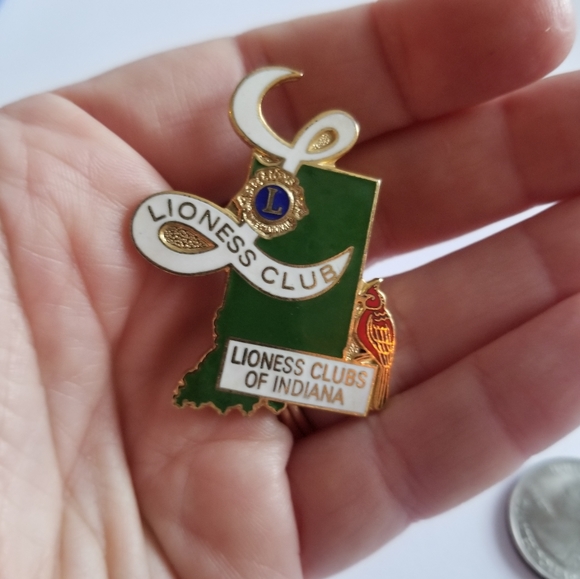 L
LIONESS CLUB
LIONESS CLUBS
OF INDIANA